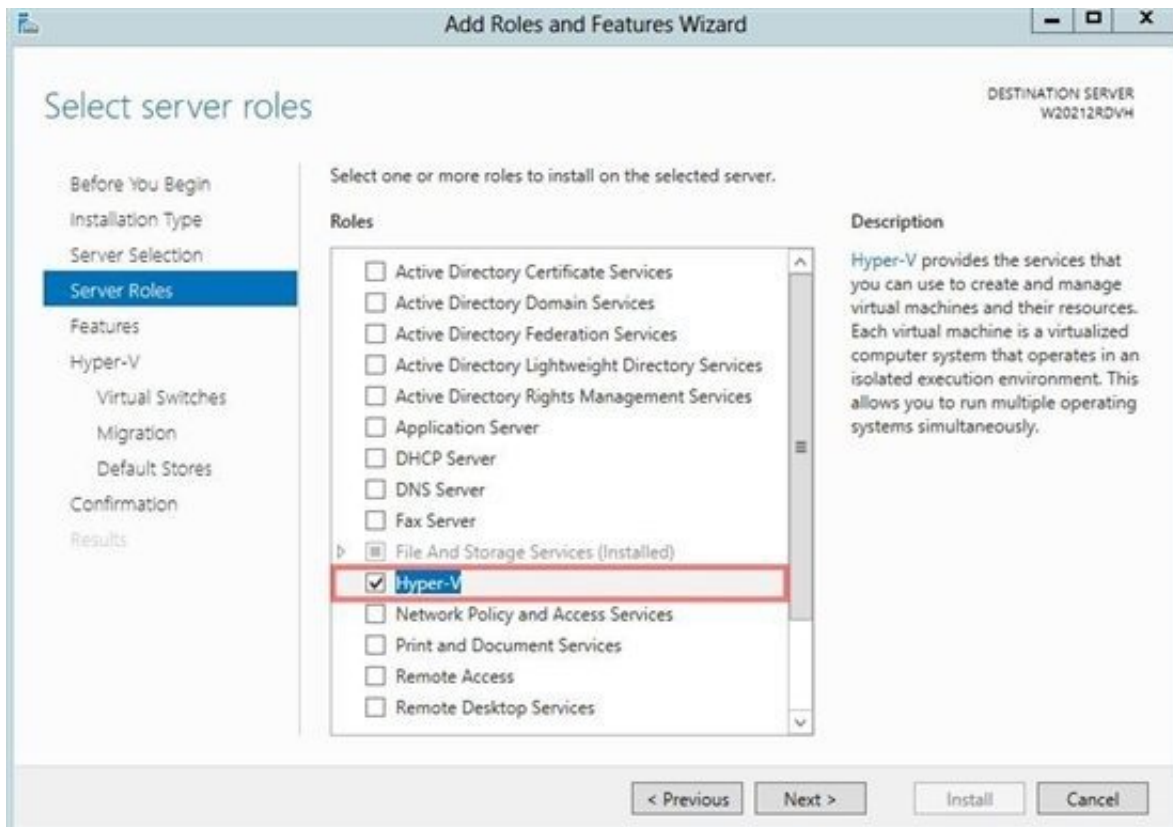 Add Roles and Features Wizard
Select server roles
DESTINATION SERVER
W20212RDVH
Before You Begin
Installation Type
Server Selection
Server Roles
Features
Hyper-V
Virtual Switches
Migration
Default Stores
Confirmation
Results
Select one or more roles to install on the selected server.
Roles
Active Directory Certificate Services
Active Directory Domain Services
Active Directory Federation Services
Active Directory Lightweight Directory Services
Active Directory Rights Management Services
Application Server
DHCP Server
DNS Server
Fax Server
File And Storage Services (Installed)
Hyper-V
Network Policy and Access Services
Print and Document Services
Remote Access
Remote Desktop Services
Description
Hyper-V provides the services that
you can use to create and manage
virtual machines and their resources.
Each virtual machine is a virtualized
computer system that operates in an
isolated execution environment. This
allows you to run multiple operating
systems simultaneously.
< Previous
Next >
Install
Cancel